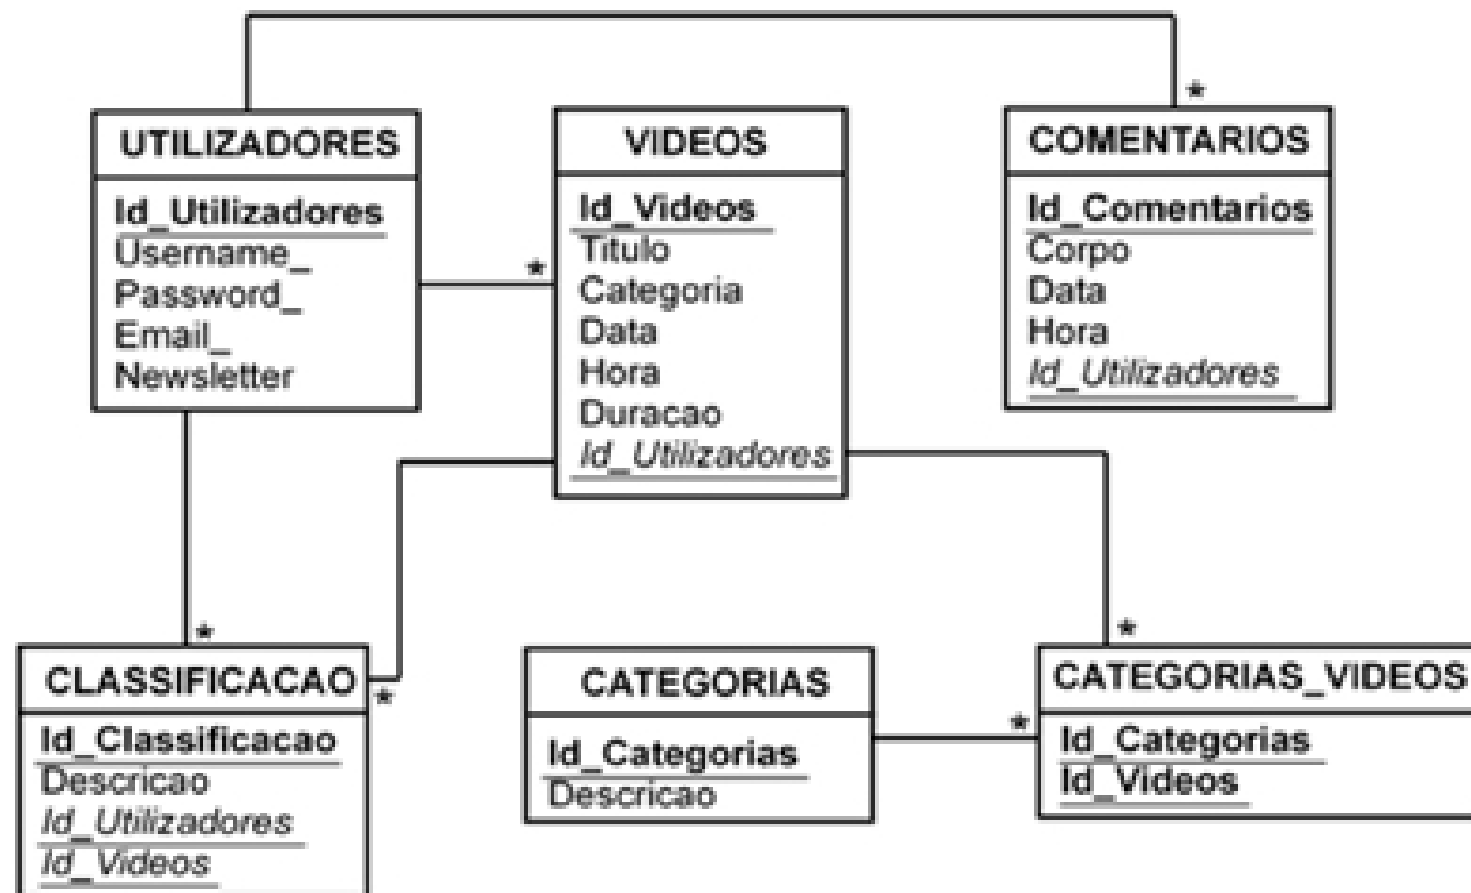 UTILIZADORES
Id_Utilizadores
Username_
Password_
Email_
Newsletter
*
VIDEOS
Id_Videos
Titulo
Categoria
Data
Hora
Duracao
Id_Utilizadores
*
COMENTARIOS
Id_Comentarios
Corpo
Data
Hora
Id_Utilizadores
*
CLASSIFICACAO
*
Id_Classificacao
Descricao
Id_Utilizadores
Id_Videos
CATEGORIAS
Id_Categorias
Descricao
*
*
CATEGORIAS_VIDEOS
Id_Categorias
Id_Videos